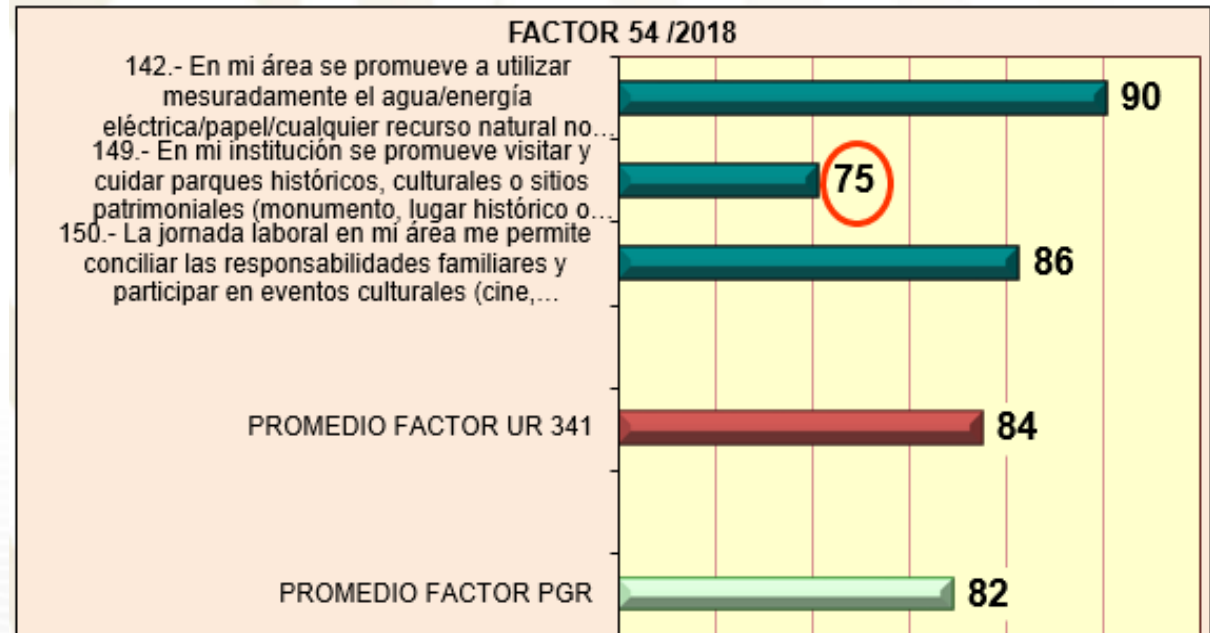 FACTOR 54 /2018
142.- En mi área se promueve a utilizar
mesuradamente el agua/energía
eléctrica/papel/cualquier recurso natural no...
90
149.- En mi institución se promueve visitar y
cuidar parques históricos, culturales o sitios
patrimoniales (monumento, lugar histórico o...
75
150.- La jornada laboral en mi área me permite
conciliar las responsabilidades familiares y
participar en eventos culturales (cine,...
86
PROMEDIO FACTOR UR 341
84
PROMEDIO FACTOR PGR
82